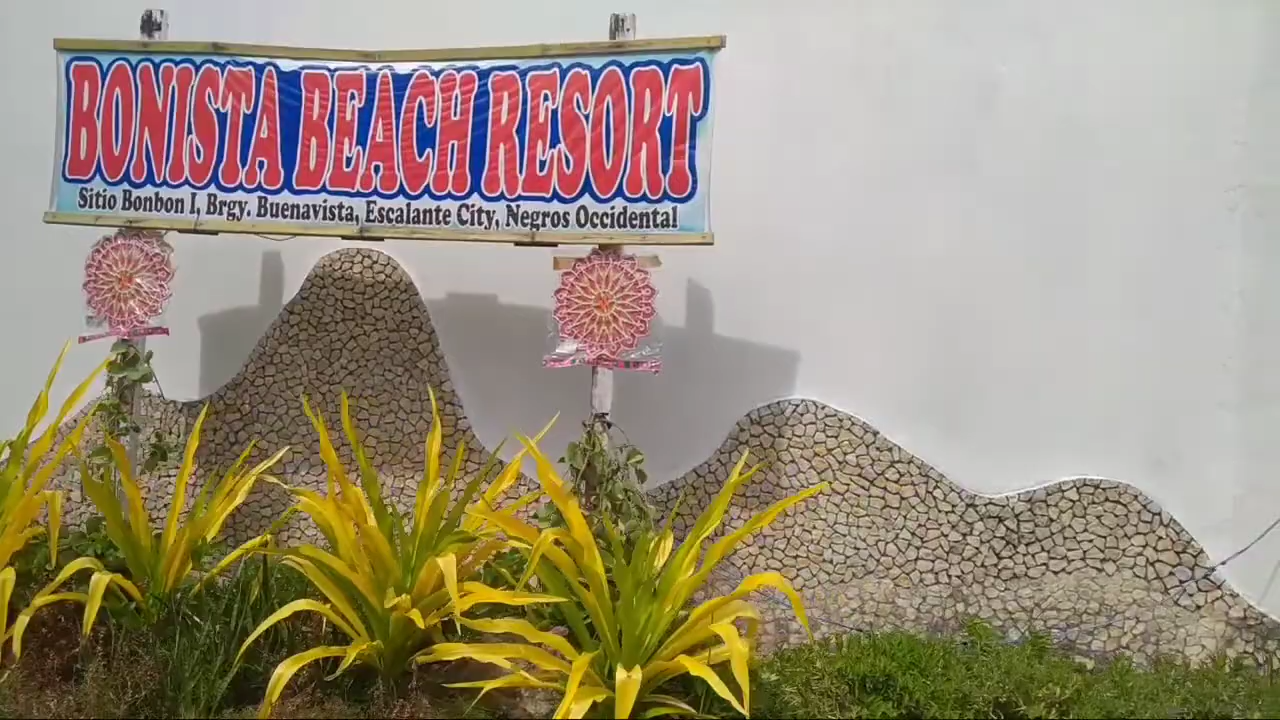 BONISTA BEACH RESORT
Sitio Bonbon I, Brgy. Buenavista, Escalante City, Negros Occidental